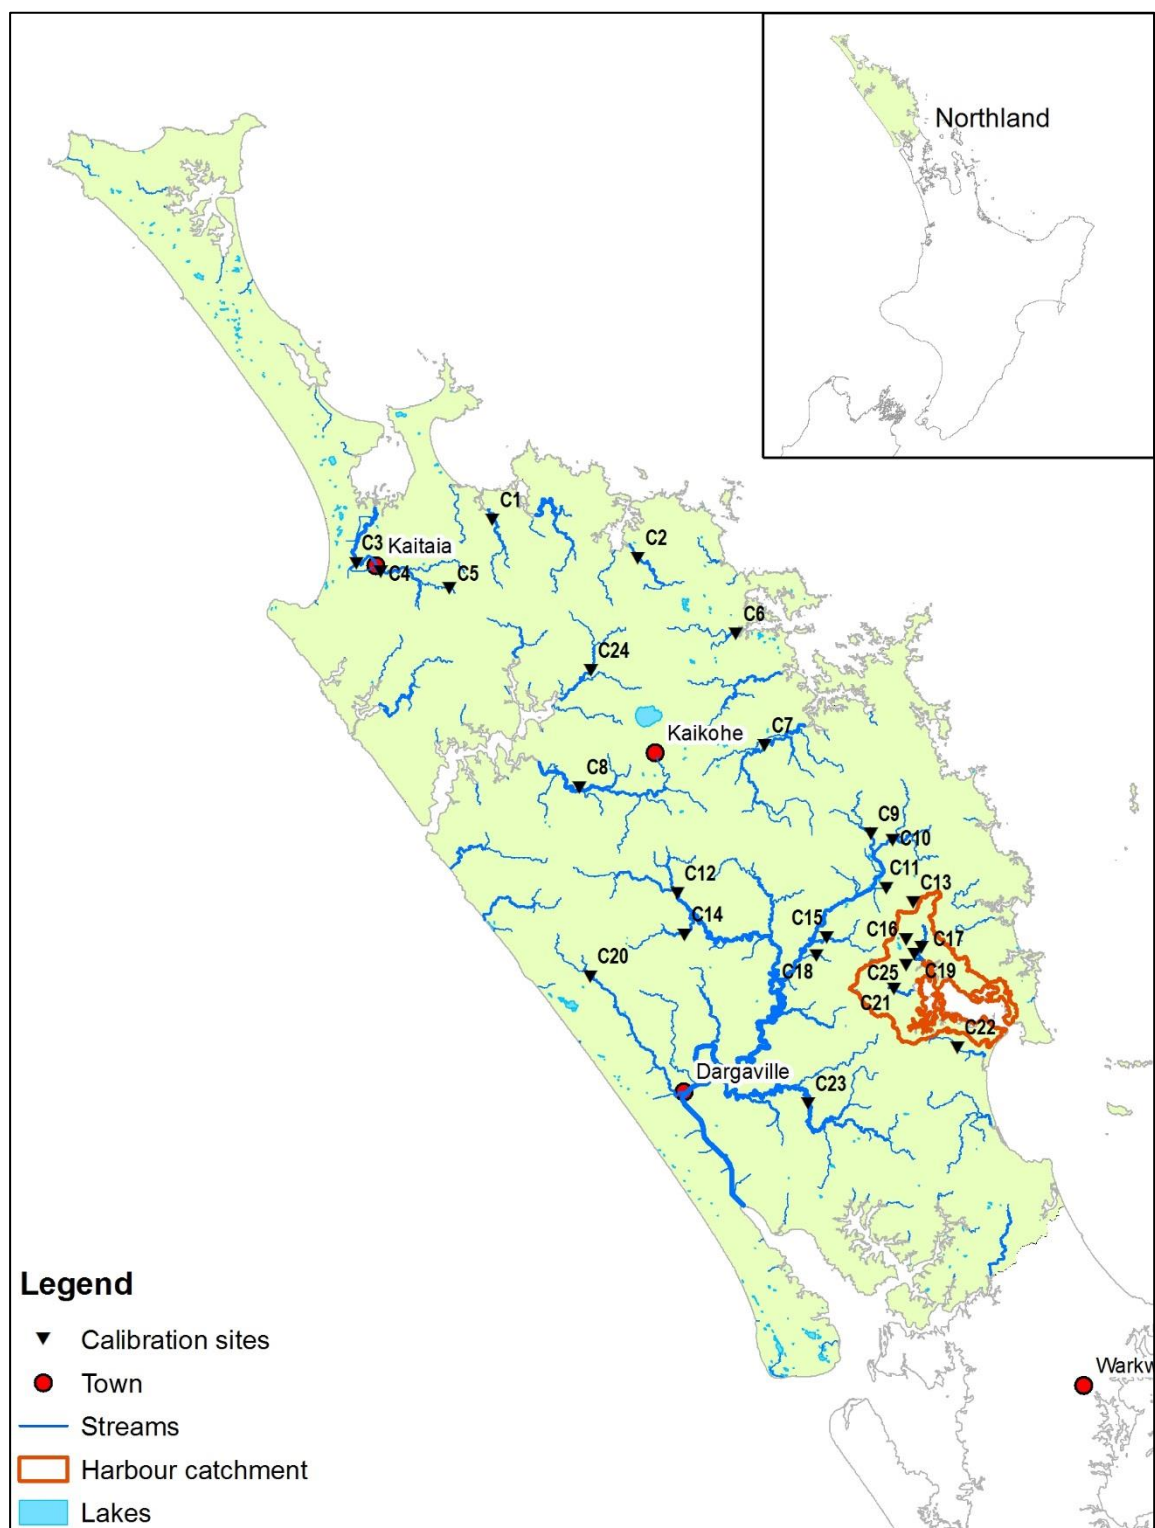 Northland
C1
C2
C3
Kaitaia
C4
C5
C6
C24
C7
Kaikohe
C8
C9
C10
C11
C12
C13
C14
C15
C16
C17
C18
C19
C20
C25
C21
C22
Dargaville
C23
Warkw
Legend
Calibration sites
Town
Streams
Harbour catchment
Lakes